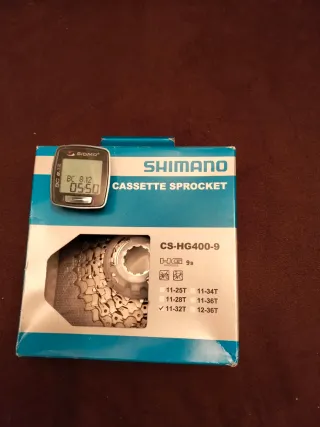 SIGMA
BC 8.12
0550
SHIMANO
CASSETTE SPROCKET
CS-HG400-9
HG 9s
11-25T 11-34T
11-28T 11-36T
✓ 11-32T 12-36T